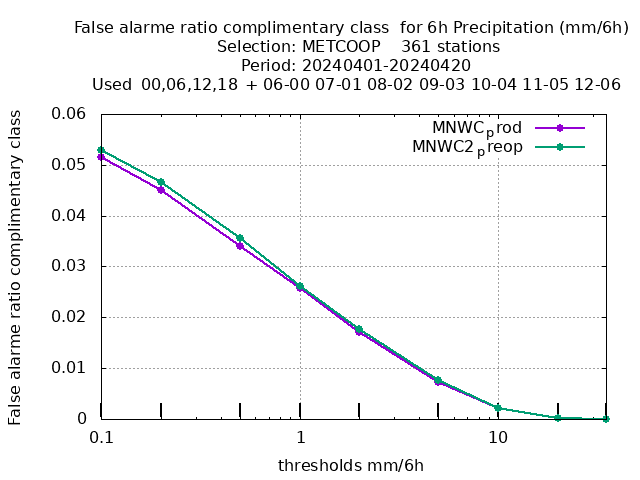 False alarme ratio complimentary class  for 6h Precipitation (mm/6h)
Selection: METCOOP    361 stations
Period: 20240401-20240420
Used  00,06,12,18  + 06-00 07-01 08-02 09-03 10-04 11-05 12-06
False alarme ratio complimentary class
0.06
0.05
0.04
0.03
0.02
0.01
0
MNWCprod
MNWC2preop
0.1
1
10
thresholds mm/6h